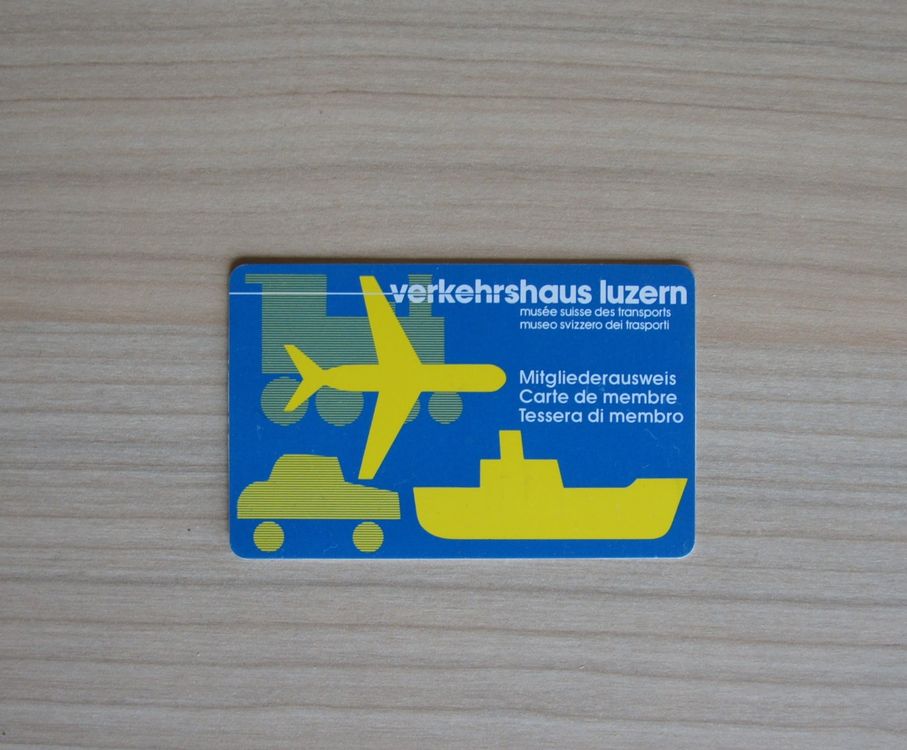 verkehrshaus luzern
musée suisse des transports
museo svizzero dei trasporti
Mitgliederausweis
Carte de membre
Tessera di membro